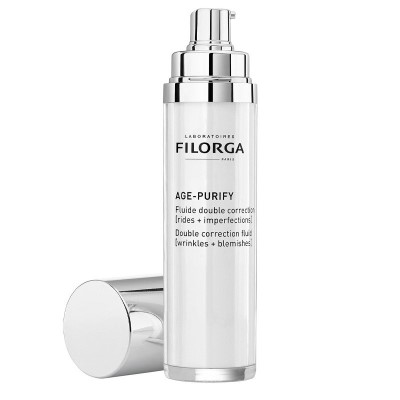 LABORATOIRES
FILORGA
PARIS
AGE-PURIFY
Fluide double correction
[rides + imperfections]
Double correction fluid
[wrinkles + blemishes]